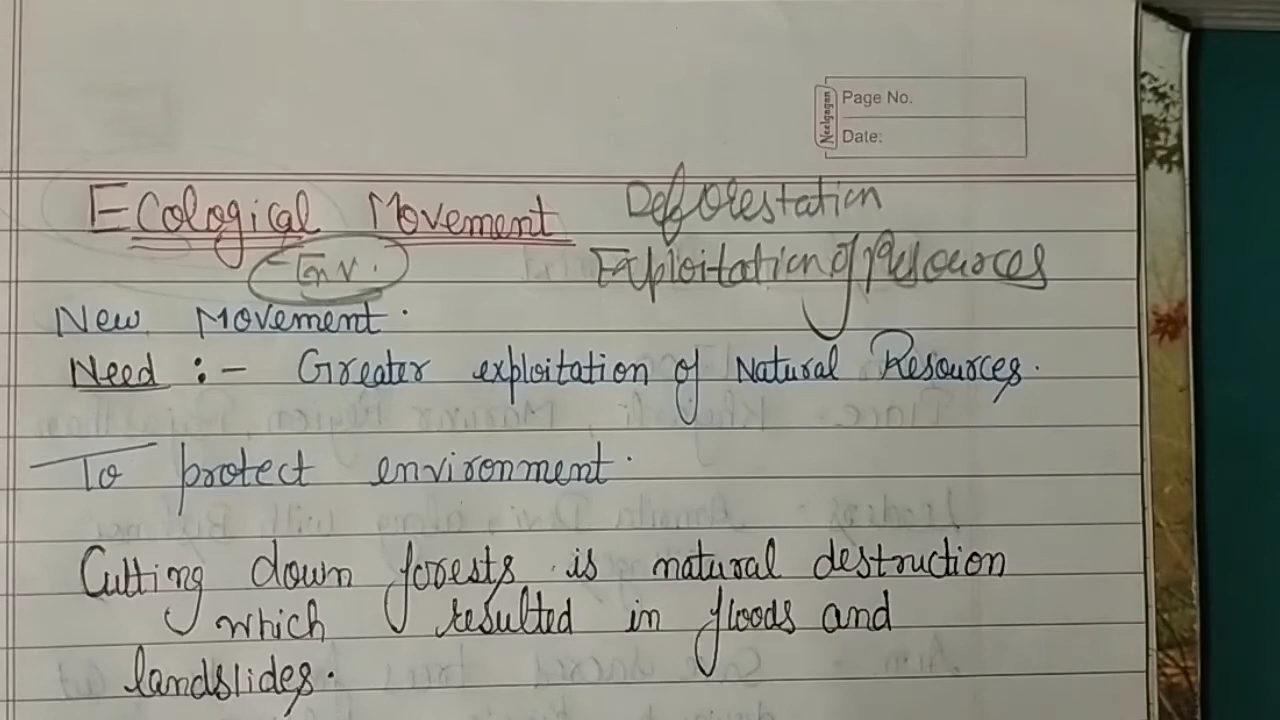 Neelgagan
Page No.
Date:
Ecological Movement
Deforestation
Env.
Exploitation of Resources
New Movement.
Need :- Greater exploitation of Natural Resources.
To protect environment.
Cutting down forests is natural destruction
which resulted in floods and
landslides.